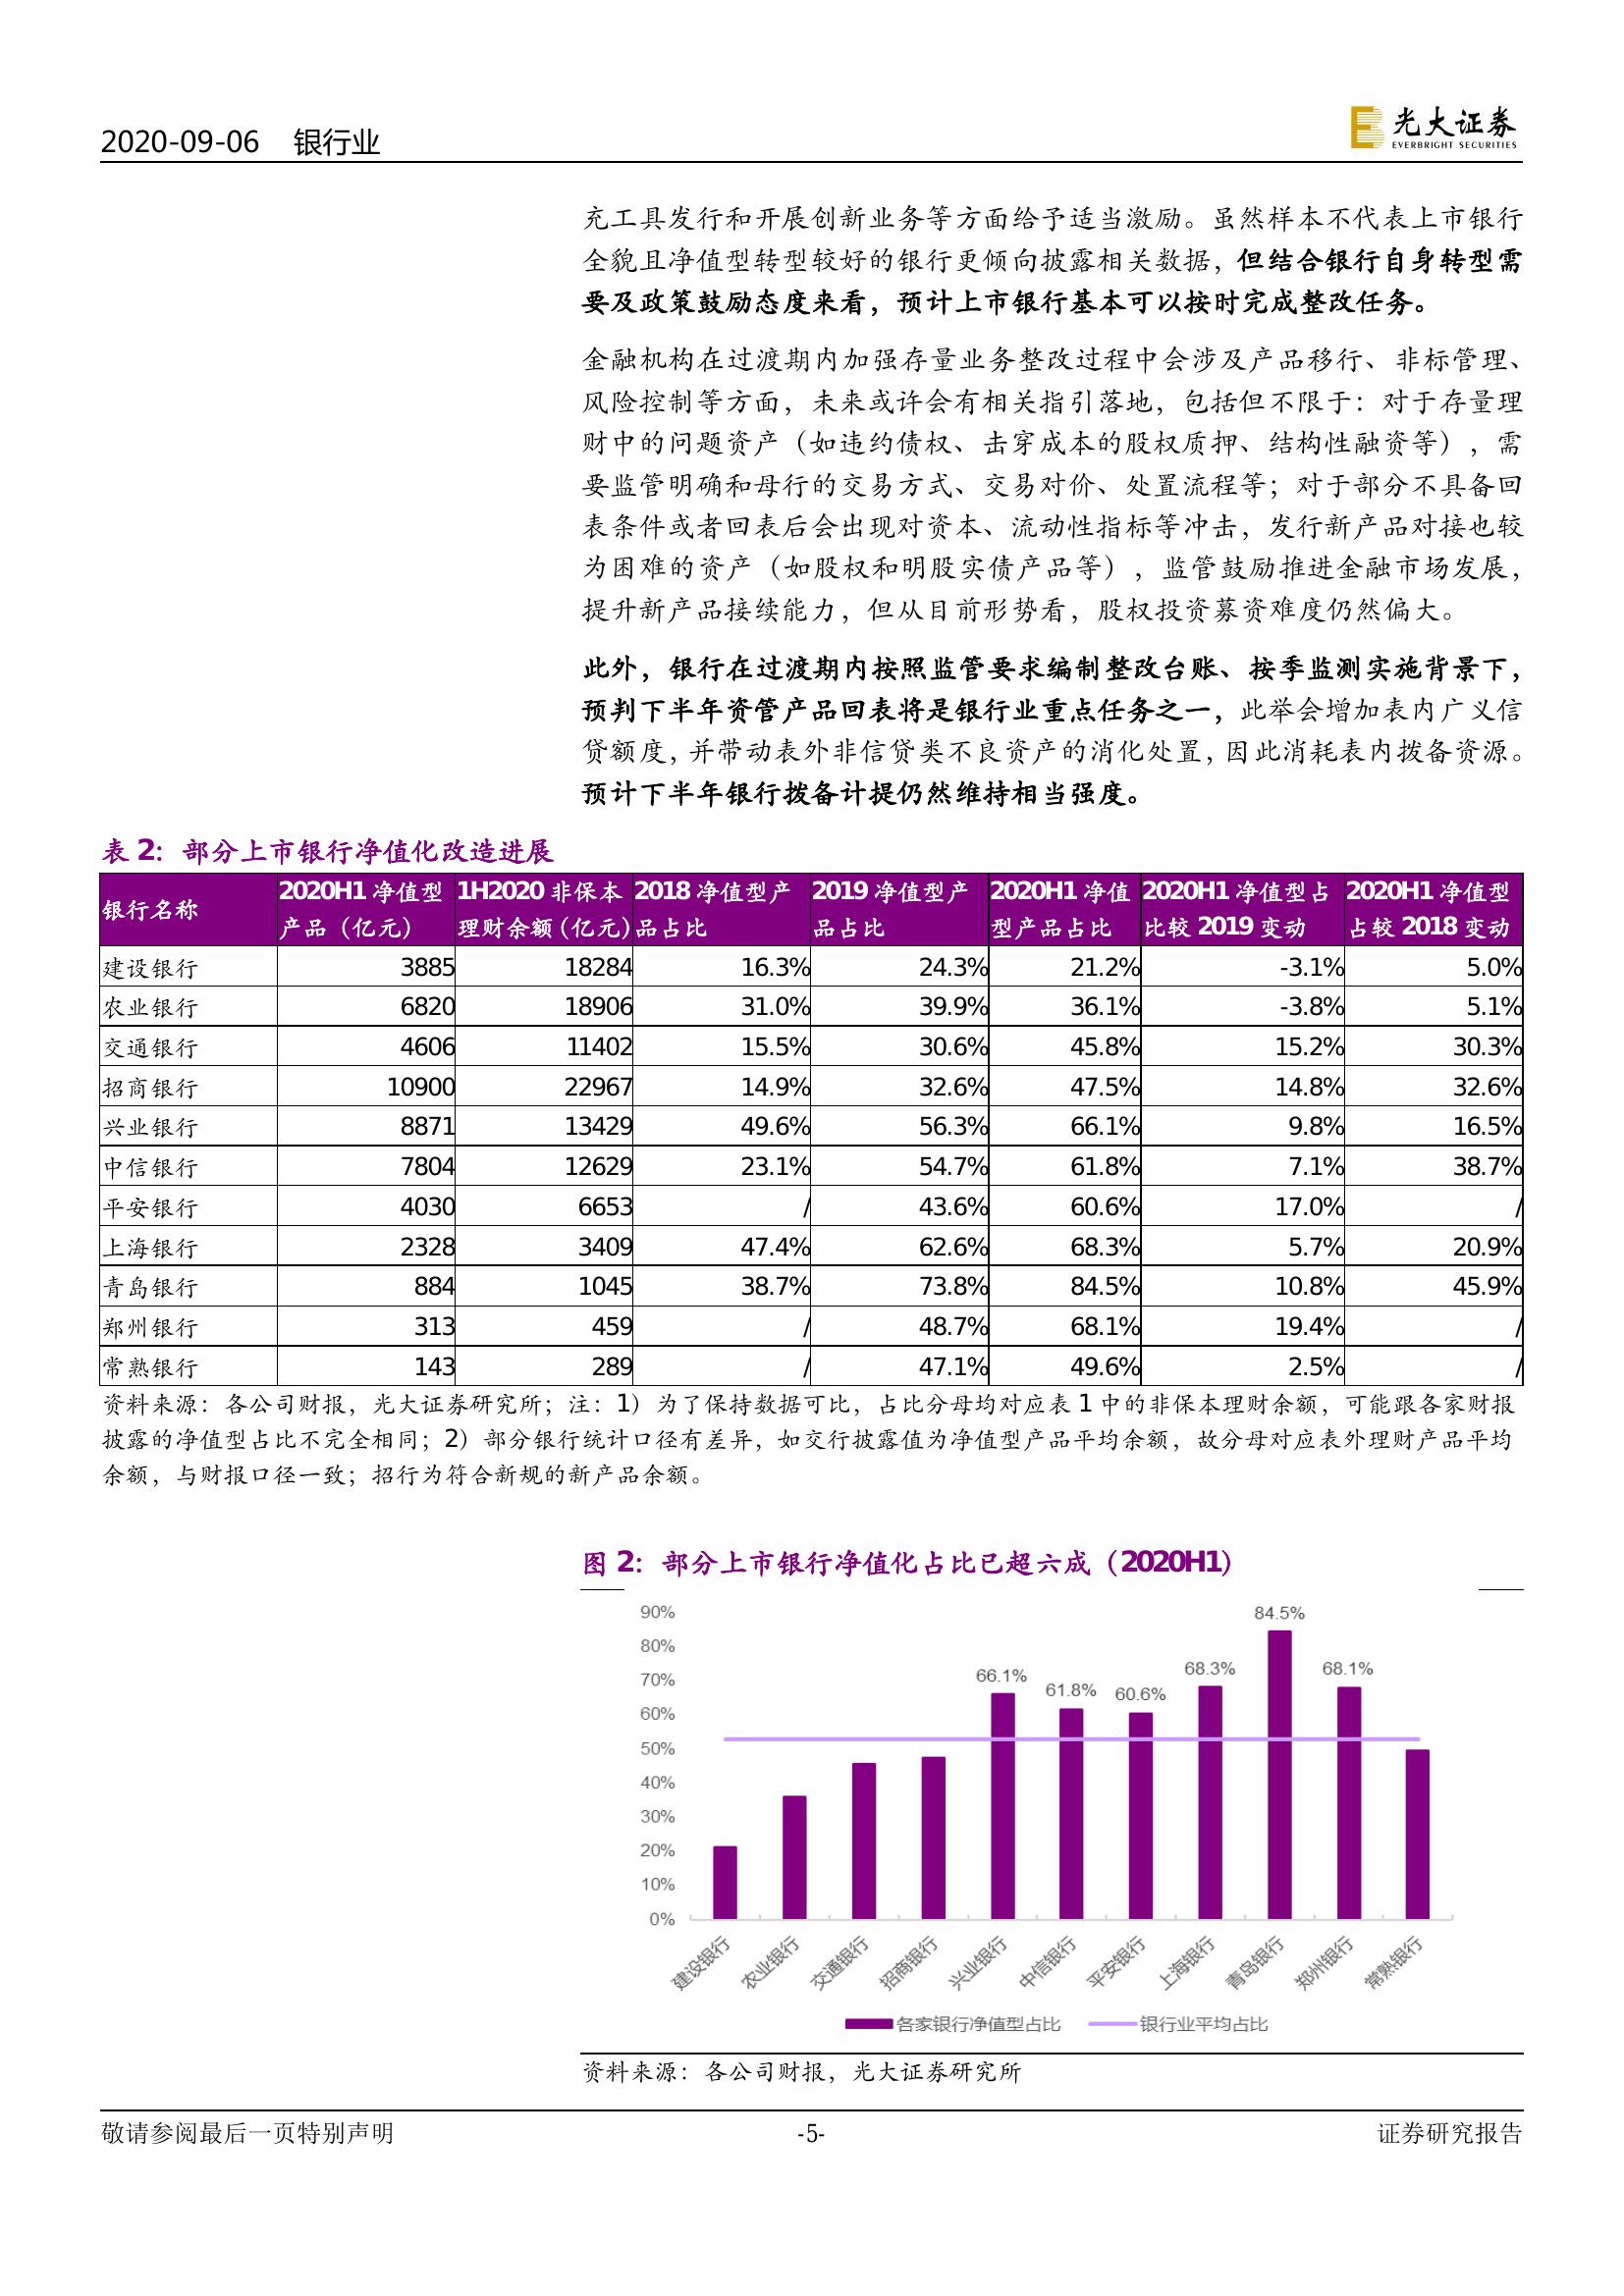 2020-09-06 银行业
光大证券
EVERBRIGHT SECURITIES
充工具发行和开展创新业务等方面给予适当激励。虽然样本不代表上市银行
全貌且净值型转型较好的银行更倾向披露相关数据，但结合银行自身转型需
要及政策鼓励态度来看，预计上市银行基本可以按时完成整改任务。
金融机构在过渡期内加强存量业务整改过程中会涉及产品移行、非标管理、
风险控制等方面，未来或许会有相关指引落地，包括但不限于：对于存量理
财中的问题资产（如违约债权、击穿成本的股权质押、结构性融资等），需
要监管明确和母行的交易方式、交易对价、处置流程等；对于部分不具备回
表条件或者回表后会出现对资本、流动性指标等冲击，发行新产品对接也较
为困难的资产（如股权和明股实债产品等），监管鼓励推进金融市场发展，
提升新产品接续能力，但从目前形势看，股权投资募资难度仍然偏大。
此外，银行在过渡期内按照监管要求编制整改台账、按季监测实施背景下，
预判下半年资管产品回表将是银行业重点任务之一，此举会增加表内广义信
贷额度，并带动表外非信贷类不良资产的消化处置，因此消耗表内拨备资源。
预计下半年银行拨备计提仍然维持相当强度。
表 2：部分上市银行净值化改造进展
银行名称 2020H1 净值型产品（亿元） 1H2020 非保本理财余额（亿元） 2018 净值型产品占比 2019 净值型产品占比 2020H1 净值型产品占比 2020H1 净值型占比较 2019 变动 2020H1 净值型占较 2018 变动
建设银行 3885 18284 16.3% 24.3% 21.2% -3.1% 5.0%
农业银行 6820 18906 31.0% 39.9% 36.1% -3.8% 5.1%
交通银行 4606 11402 15.5% 30.6% 45.8% 15.2% 30.3%
招商银行 10900 22967 14.9% 32.6% 47.5% 14.8% 32.6%
兴业银行 8871 13429 49.6% 56.3% 66.1% 9.8% 16.5%
中信银行 7804 12629 23.1% 54.7% 61.8% 7.1% 38.7%
平安银行 4030 6653 / 43.6% 60.6% 17.0% /
上海银行 2328 3409 47.4% 62.6% 68.3% 5.7% 20.9%
青岛银行 884 1045 38.7% 73.8% 84.5% 10.8% 45.9%
郑州银行 313 459 / 48.7% 68.1% 19.4% /
常熟银行 143 289 / 47.1% 49.6% 2.5% /
资料来源：各公司财报，光大证券研究所；注：1）为了保持数据可比，占比分母均对应表 1 中的非保本理财余额，可能跟各家财报
披露的净值型占比不完全相同；2）部分银行统计口径有差异，如交行披露值为净值型产品平均余额，故分母对应表外理财产品平均
余额，与财报口径一致；招行为符合新规的新产品余额。
图 2：部分上市银行净值化占比已超六成（2020H1）
90%
80%
70%
60%
50%
40%
30%
20%
10%
0%
66.1%
61.8%
60.6%
68.3%
84.5%
68.1%
建设银行
农业银行
交通银行
招商银行
兴业银行
中信银行
平安银行
上海银行
青岛银行
郑州银行
常熟银行
各家银行净值型占比
银行业平均占比
资料来源：各公司财报，光大证券研究所
敬请参阅最后一页特别声明 -5- 证券研究报告